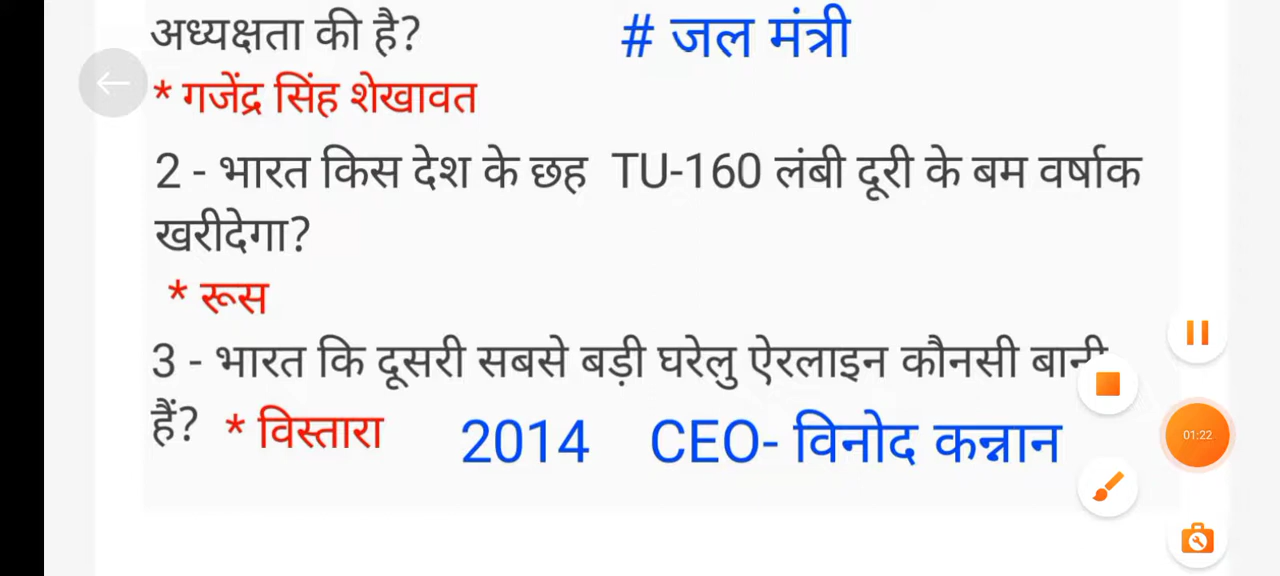 अध्यक्षता की है? # जल मंत्री
* गजेंद्र सिंह शेखावत
2 - भारत किस देश के छह TU-160 लंबी दूरी के बम वर्षाक
खरीदेगा?
* रूस
3 - भारत कि दूसरी सबसे बड़ी घरेलु ऐरलाइन कौनसी बानी
हैं? * विस्तारा 2014 CEO- विनोद कन्नान
01:22